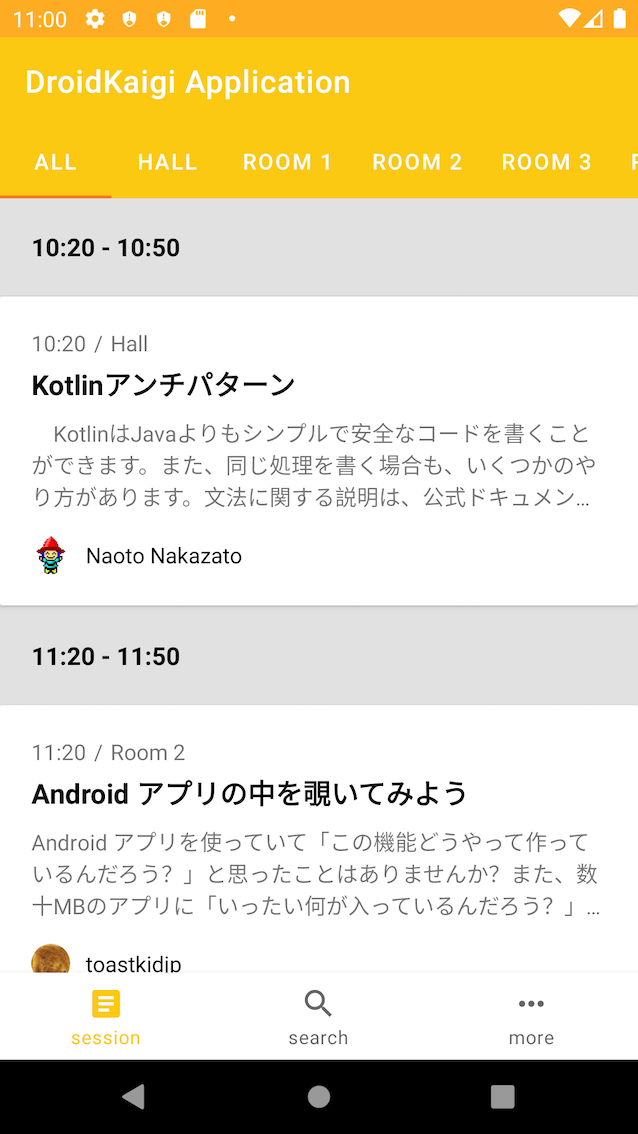 11:00
DroidKaigi Application
ALL HALL ROOM 1 ROOM 2 ROOM 3
10:20 - 10:50
10:20 / Hall
Kotlinアンチパターン
　KotlinはJavaよりもシンプルで安全なコードを書くこと
ができます。また、同じ処理を書く場合も、いくつかのや
り方があります。文法に関する説明は、公式ドキュメン…
Naoto Nakazato
11:20 - 11:50
11:20 / Room 2
Android アプリの中を覗いてみよう
Android アプリを使っていて「この機能どうやって作って
いるんだろう？」と思ったことはありませんか？また、数
十MBのアプリに「いったい何が入っているんだろう？」…
toastkidjp
session search more